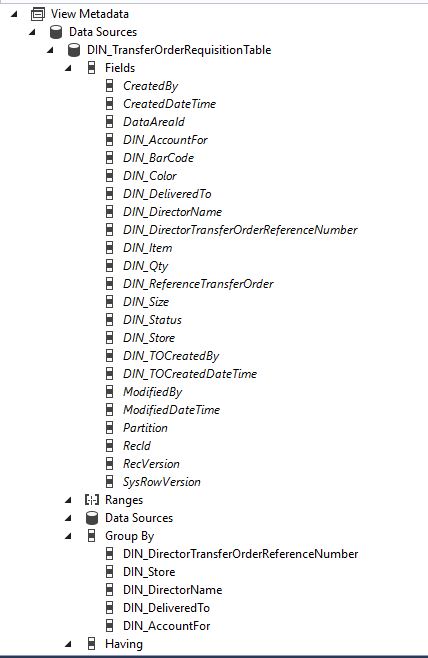 View Metadata
Data Sources
DIN_TransferOrderRequisitionTable
Fields
CreatedBy
CreatedDateTime
DataAreaId
DIN_AccountFor
DIN_BarCode
DIN_Color
DIN_DeliveredTo
DIN_DirectorName
DIN_DirectorTransferOrderReferenceNumber
DIN_Item
DIN_Qty
DIN_ReferenceTransferOrder
DIN_Size
DIN_Status
DIN_Store
DIN_TOCreatedBy
DIN_TOCreatedDateTime
ModifiedBy
ModifiedDateTime
Partition
RecId
RecVersion
SysRowVersion
Ranges
Data Sources
Group By
DIN_DirectorTransferOrderReferenceNumber
DIN_Store
DIN_DirectorName
DIN_DeliveredTo
DIN_AccountFor
Having